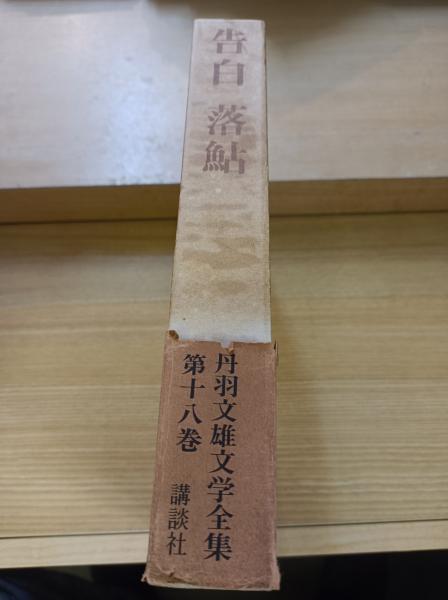 告白 落鮎
丹羽文雄文学全集
第十八巻
講談社